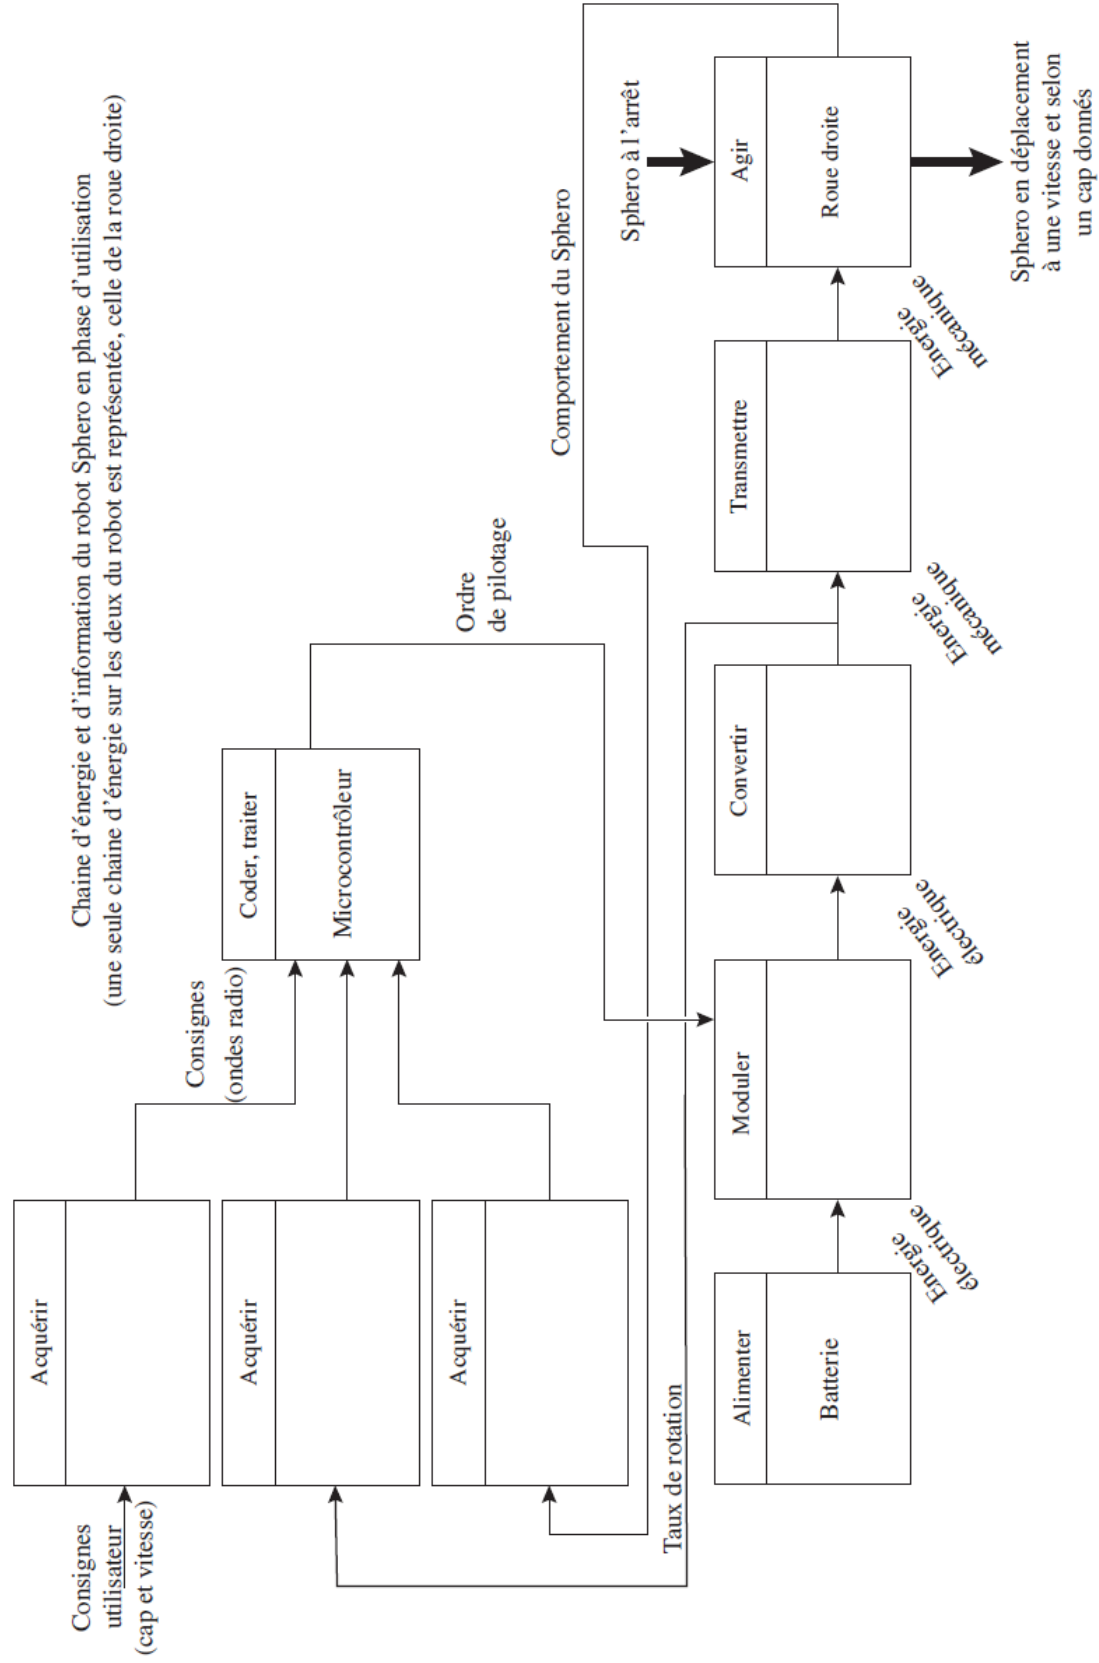 Chaine d'énergie et d'information du robot Sphero en phase d'utilisation
(une seule chaine d'énergie sur les deux du robot est représentée, celle de la roue droite)
Consignes
utilisateur
(cap et vitesse)
Acquérir
Acquérir
Acquérir
Consignes
(ondes radio)
Coder, traiter
Microcontrôleur
Ordre
de pilotage
Comportement du Sphero
Taux de rotation
Sphero à l'arrêt
Alimenter
Batterie
Energie
électrique
Moduler
Energie
électrique
Convertir
Energie
mécanique
Transmettre
Energie
mécanique
Agir
Roue droite
Sphero en déplacement
à une vitesse et selon
un cap donnés